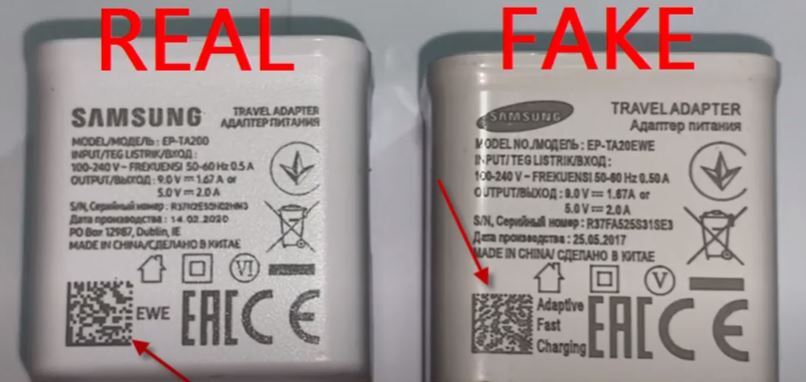 REAL
SAMSUNG
TRAVEL ADAPTER
АДАПТЕР ПИТАНИЯ
MODEL/МОДЕЛЬ : EP-TA200
INPUT/TEG LISTRIK/ВХОД :
100-240 V~ FREKUENSI 50-60 Hz 0.5 A
OUTPUT/ВЫХОД : 9.0 V ⎓ 1.67 A or
5.0 V ⎓ 2.0 A
S/N, Серийный номер :
Дата производства : 14.02.2020
PO Box 12987, Dublin, IE
MADE IN CHINA/СДЕЛАНО В КИТАЕ
VI
EWE
EAC CE
FAKE
SAMSUNG
TRAVEL ADAPTER
Адаптер питания
MODEL NO./МОДЕЛЬ : EP-TA20EWE
INPUT/TEG LISTRIK/ВХОД :
100-240 V~ FREKUENSI 50-60 Hz 0.50A
OUTPUT/ВЫХОД : 9.0 V ⎓ 1.67A or
5.0 V ⎓ 2.0 A
S/N, Серийный номер : R37FA525S31SE3
Дата производства : 25.05.2017
MADE IN CHINA/ СДЕЛАНО В КИТАЕ
V
Adaptive
Fast
Charging
EAC CE